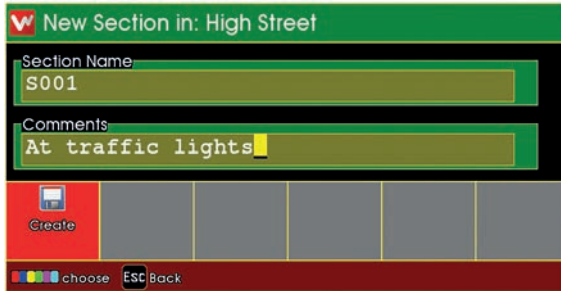 New Section in: High Street
Section Name
S001
Comments
At traffic lights
Create
choose ESC Back